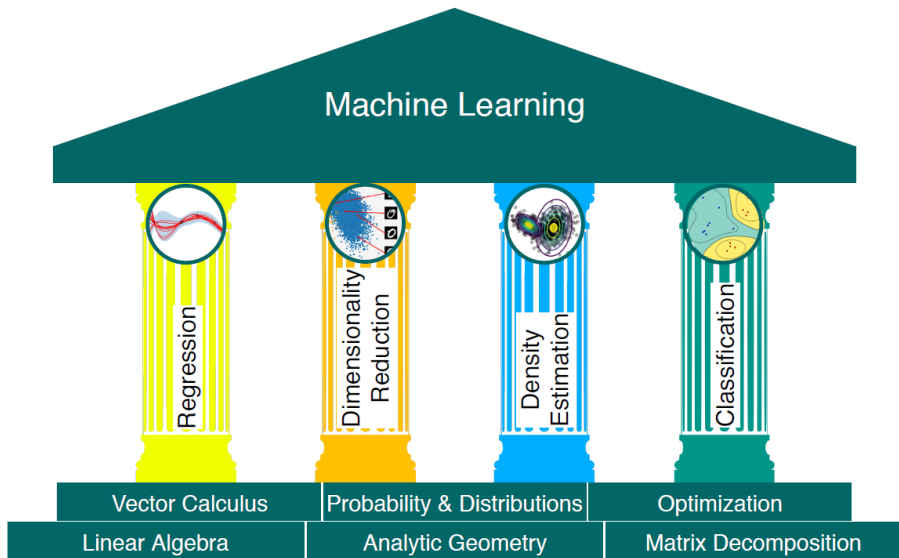 Machine Learning
Regression
Dimensionality
Reduction
Density
Estimation
Classification
Vector Calculus
Probability & Distributions
Optimization
Linear Algebra
Analytic Geometry
Matrix Decomposition